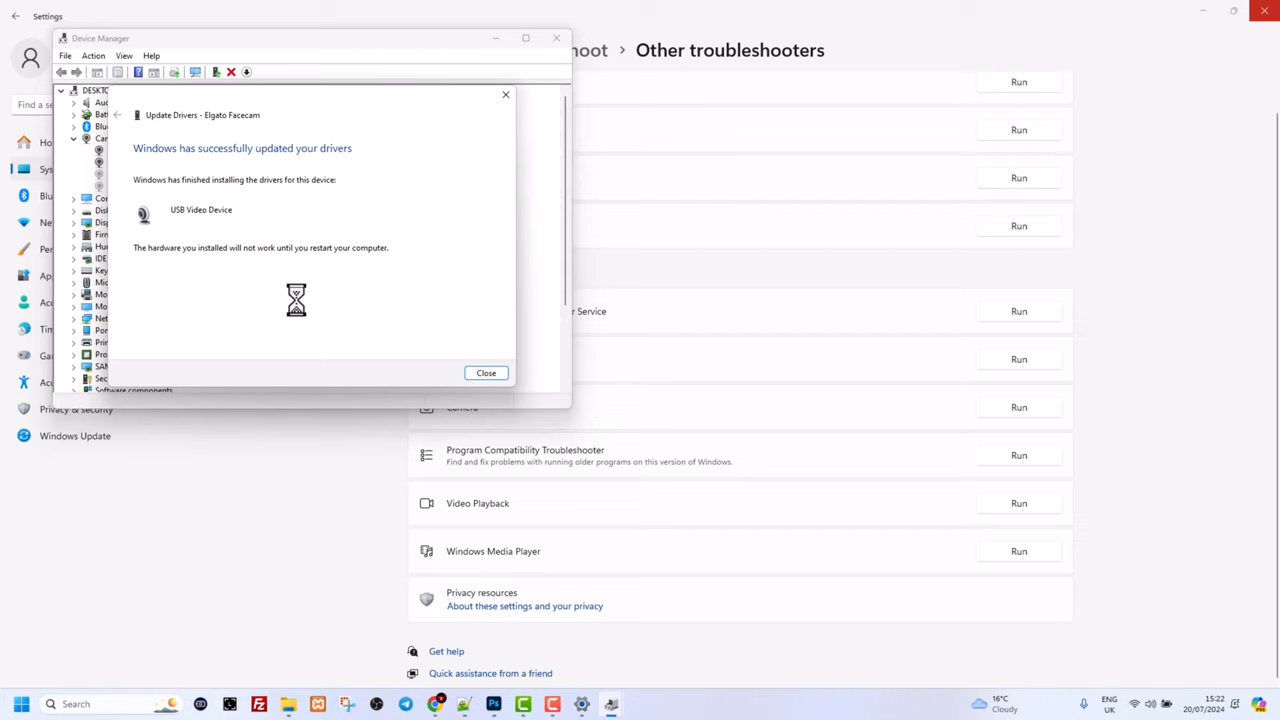 Settings
Device Manager
File Action View Help
Update Drivers - Elgato Facecam
Windows has successfully updated your drivers
Windows has finished installing the drivers for this device:
USB Video Device
The hardware you installed will not work until you restart your computer.
Close
Software components
Privacy & security
Windows Update
Other troubleshooters
Run
Run
Run
Run
Run
Run
Camera Run
Program Compatibility Troubleshooter
Find and fix problems with running older programs on this version of Windows.
Run
Video Playback Run
Windows Media Player Run
Privacy resources
About these settings and your privacy
Get help
Quick assistance from a friend
Search
16°C
Cloudy
ENG
UK
15:22
20/07/2024